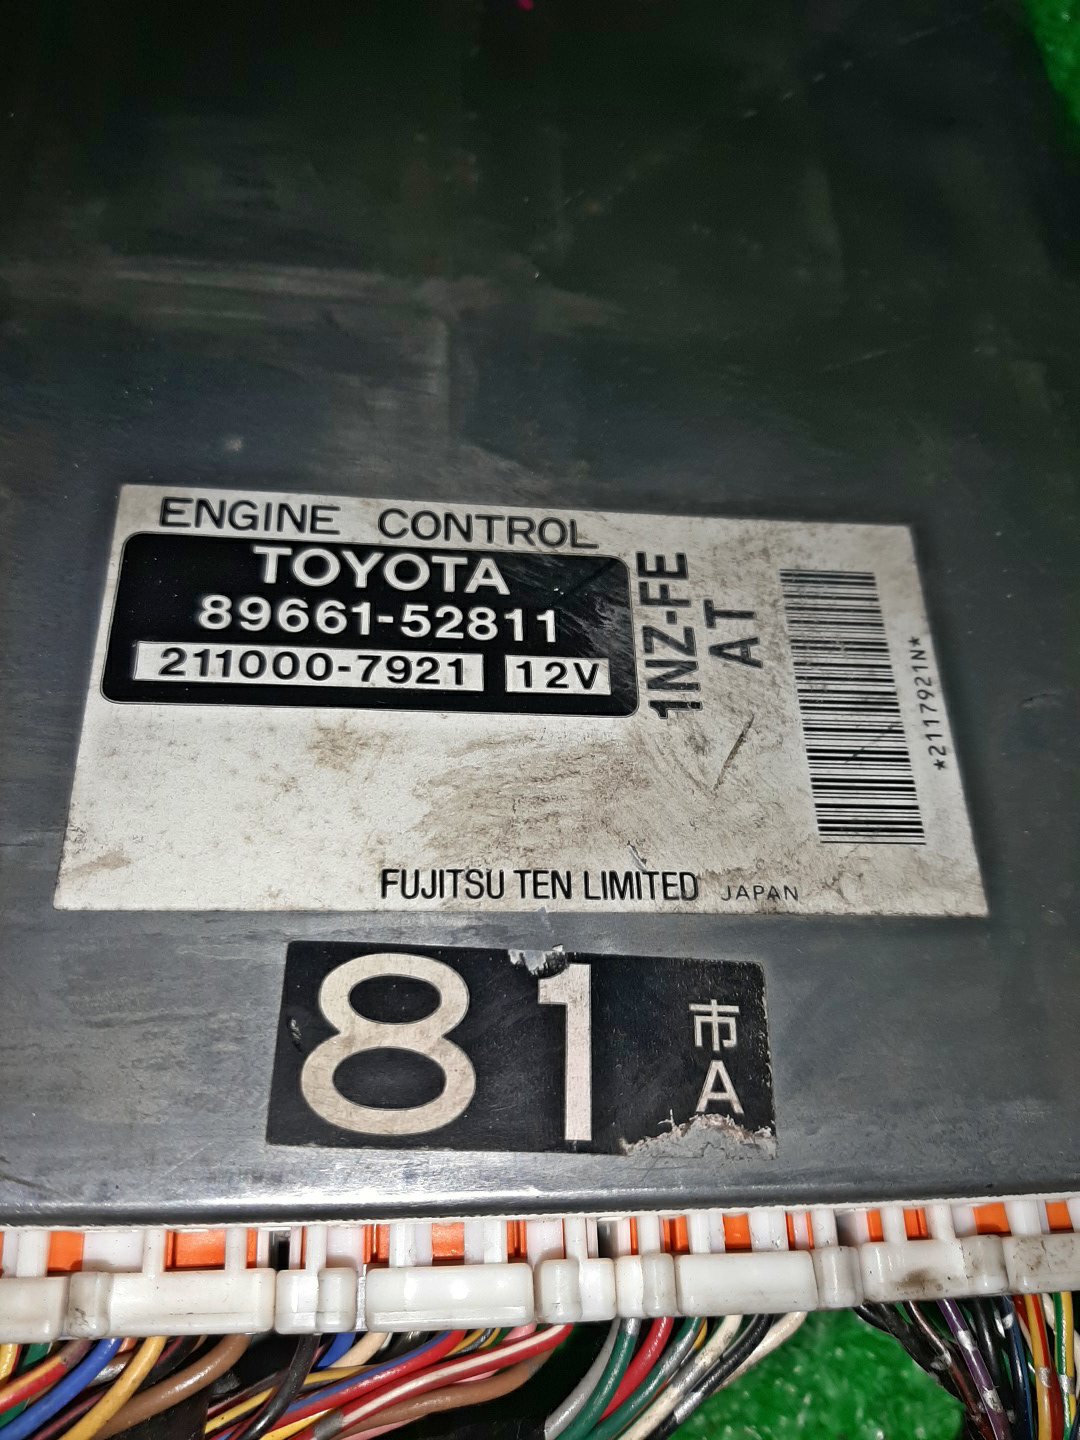 ENGINE CONTROL
TOYOTA
89661-52811
211000-7921 12V
1NZ-FE
AT
*2117921N*
FUJITSU TEN LIMITED JAPAN
81 市
A